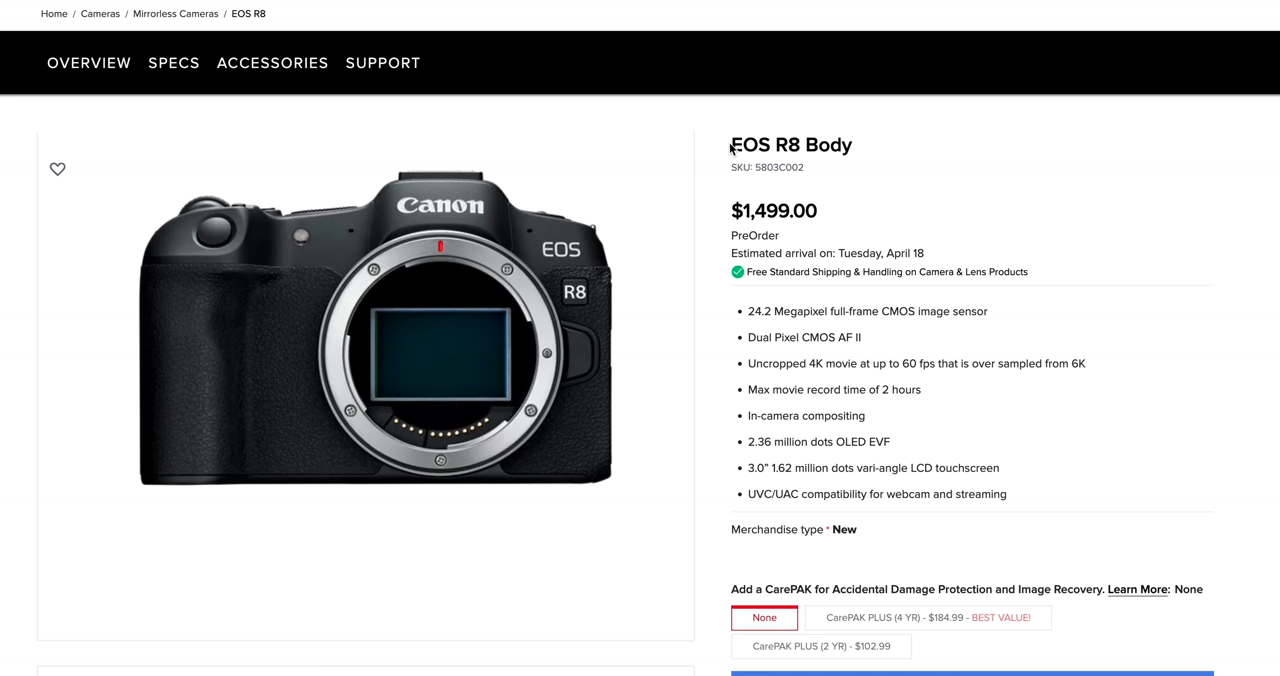 Home / Cameras / Mirrorless Cameras / EOS R8
OVERVIEW SPECS ACCESSORIES SUPPORT
Canon
EOS
R8
EOS R8 Body
SKU: 5803C002
$1,499.00
PreOrder
Estimated arrival on: Tuesday, April 18
Free Standard Shipping & Handling on Camera & Lens Products
• 24.2 Megapixel full-frame CMOS image sensor
• Dual Pixel CMOS AF II
• Uncropped 4K movie at up to 60 fps that is over sampled from 6K
• Max movie record time of 2 hours
• In-camera compositing
• 2.36 million dots OLED EVF
• 3.0” 1.62 million dots vari-angle LCD touchscreen
• UVC/UAC compatibility for webcam and streaming
Merchandise type * New
Add a CarePAK for Accidental Damage Protection and Image Recovery. Learn More: None
None
CarePAK PLUS (4 YR) - $184.99 - BEST VALUE!
CarePAK PLUS (2 YR) - $102.99